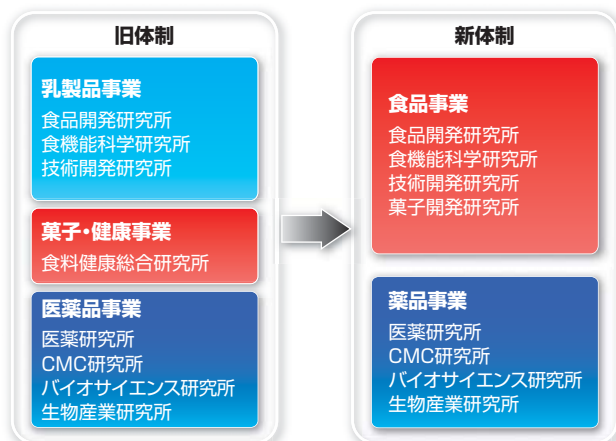 旧体制
乳製品事業
食品開発研究所
食機能科学研究所
技術開発研究所
菓子・健康事業
食料健康総合研究所
医薬品事業
医薬研究所
CMC研究所
バイオサイエンス研究所
生物産業研究所
新体制
食品事業
食品開発研究所
食機能科学研究所
技術開発研究所
菓子開発研究所
薬品事業
医薬研究所
CMC研究所
バイオサイエンス研究所
生物産業研究所